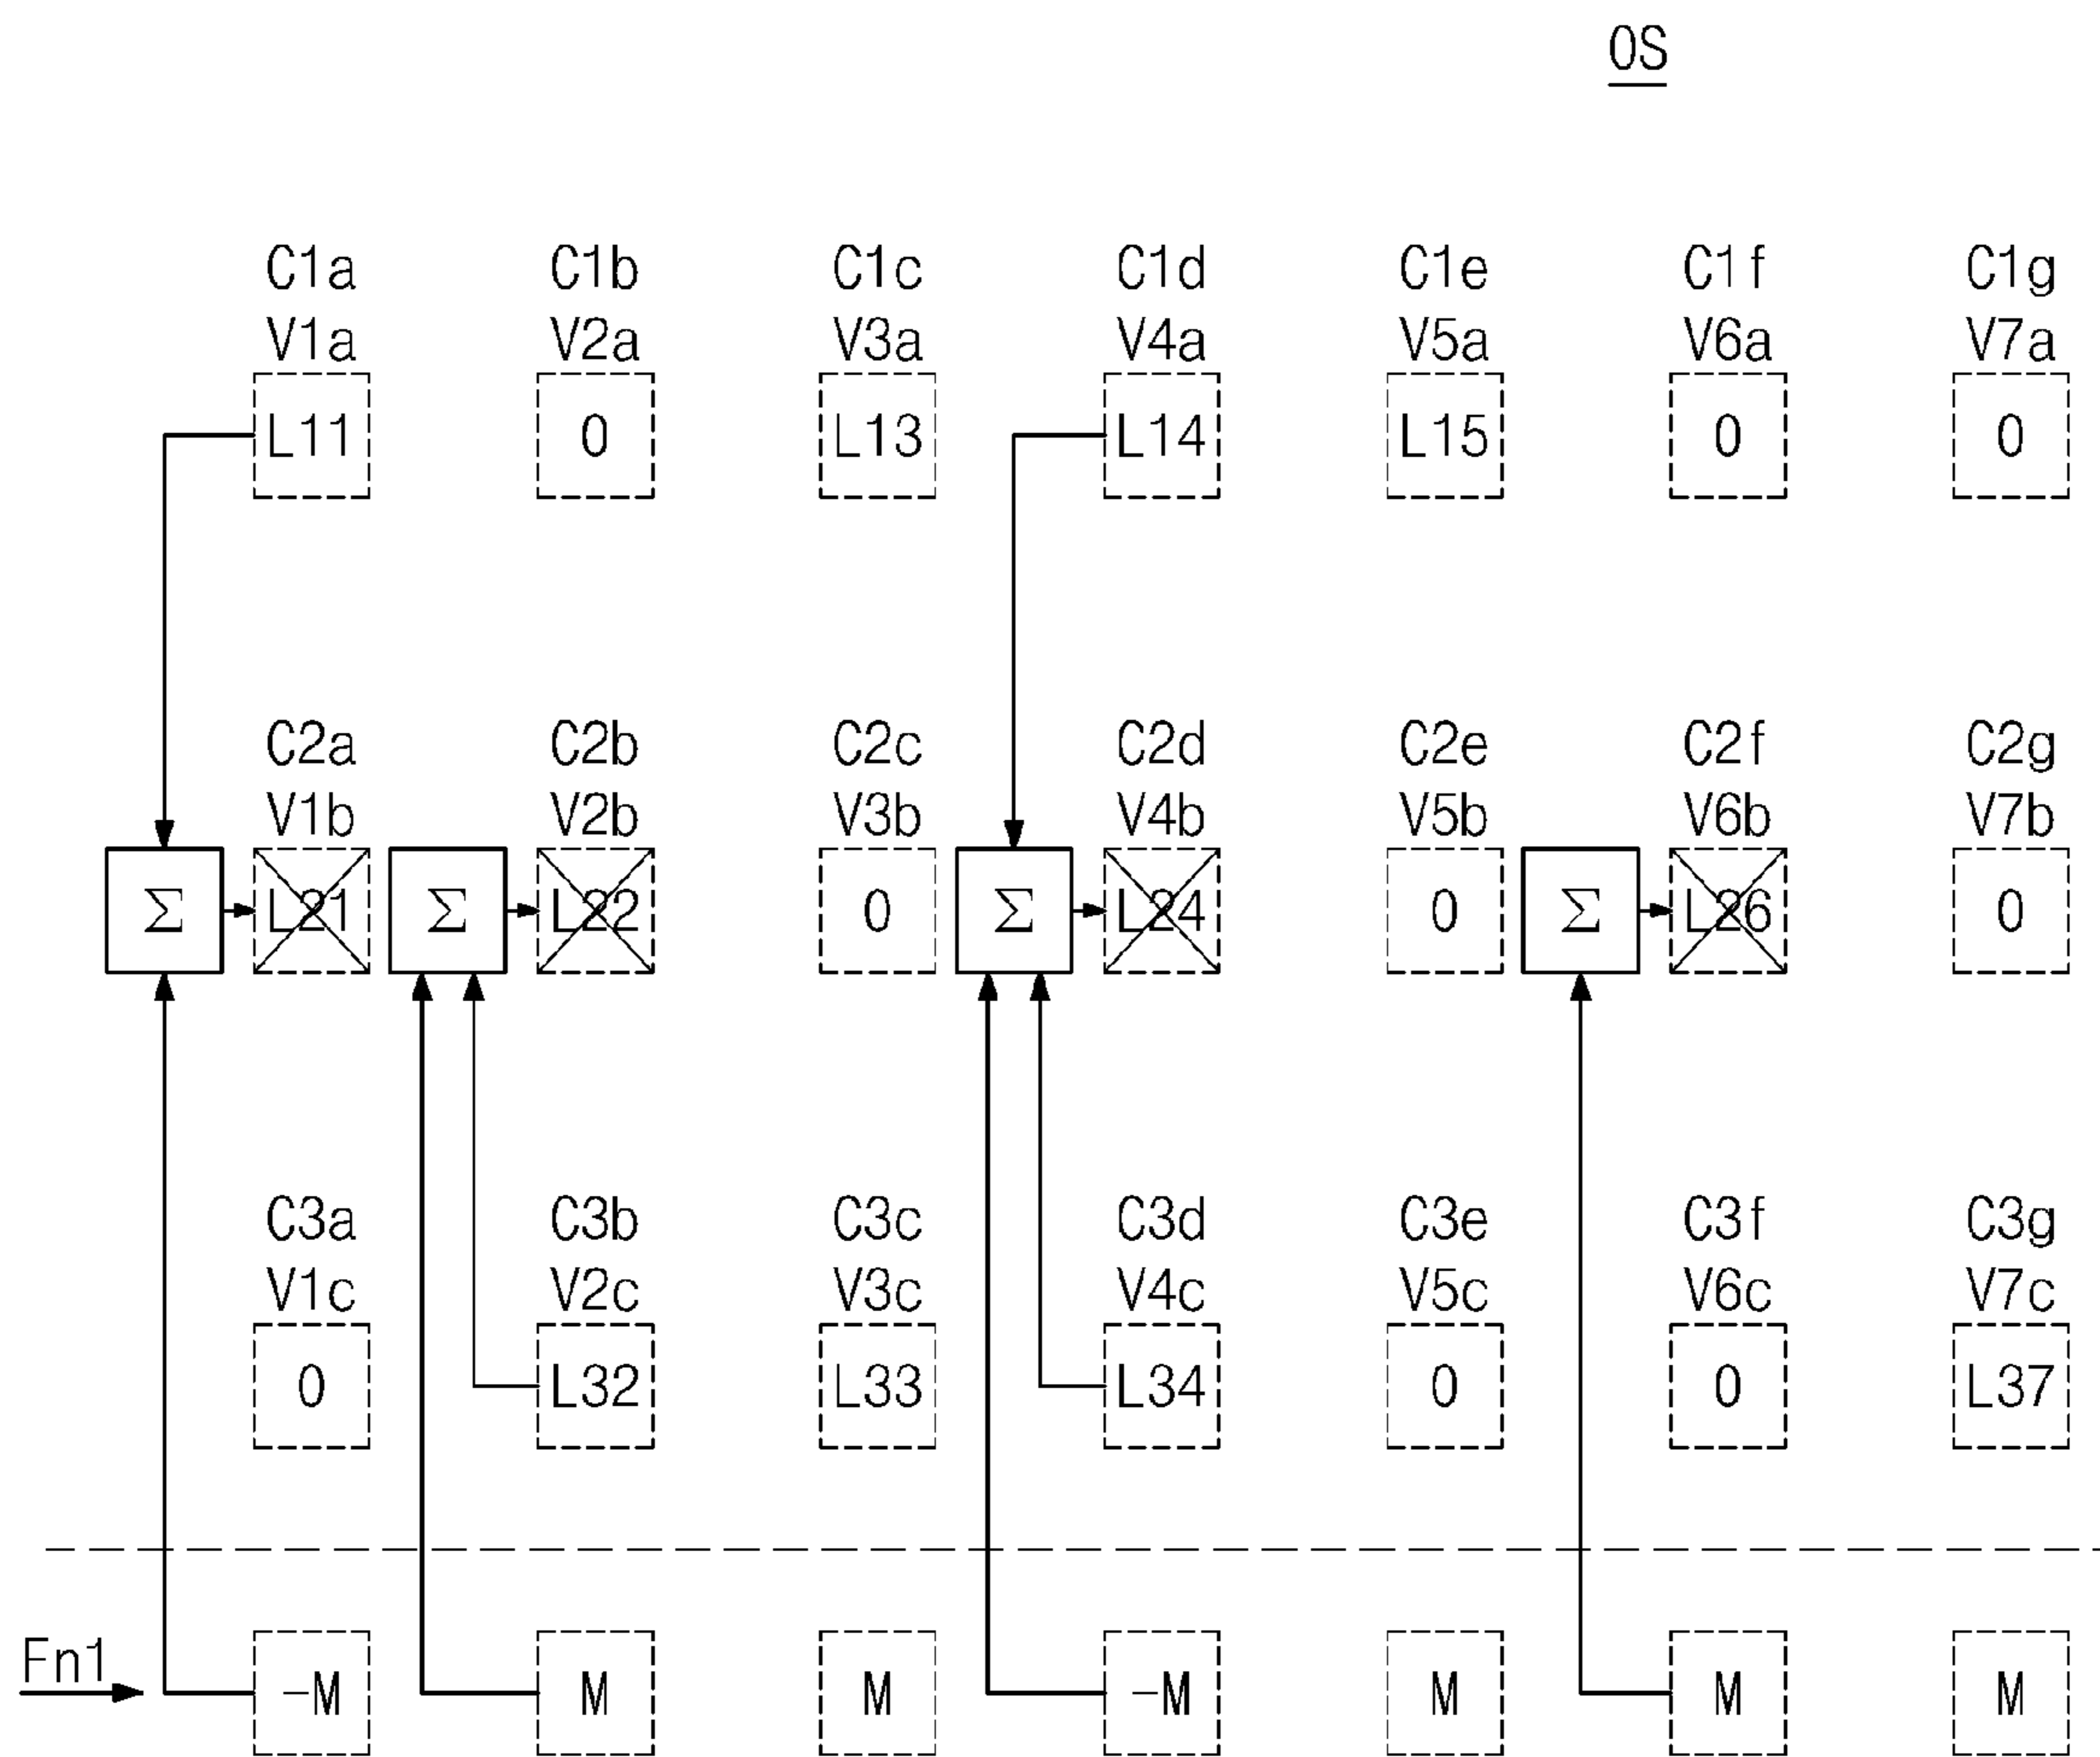 OS
C1a C1b C1c C1d C1e C1f C1g
V1a V2a V3a V4a V5a V6a V7a
L11 0 L13 L14 L15 0 0
C2a C2b C2c C2d C2e C2f C2g
V1b V2b V3b V4b V5b V6b V7b
Σ L21 Σ L22 0 Σ L24 0 Σ L26 0
C3a C3b C3c C3d C3e C3f C3g
V1c V2c V3c V4c V5c V6c V7c
0 L32 L33 L34 0 0 L37
Fn1 -M M M -M M M M